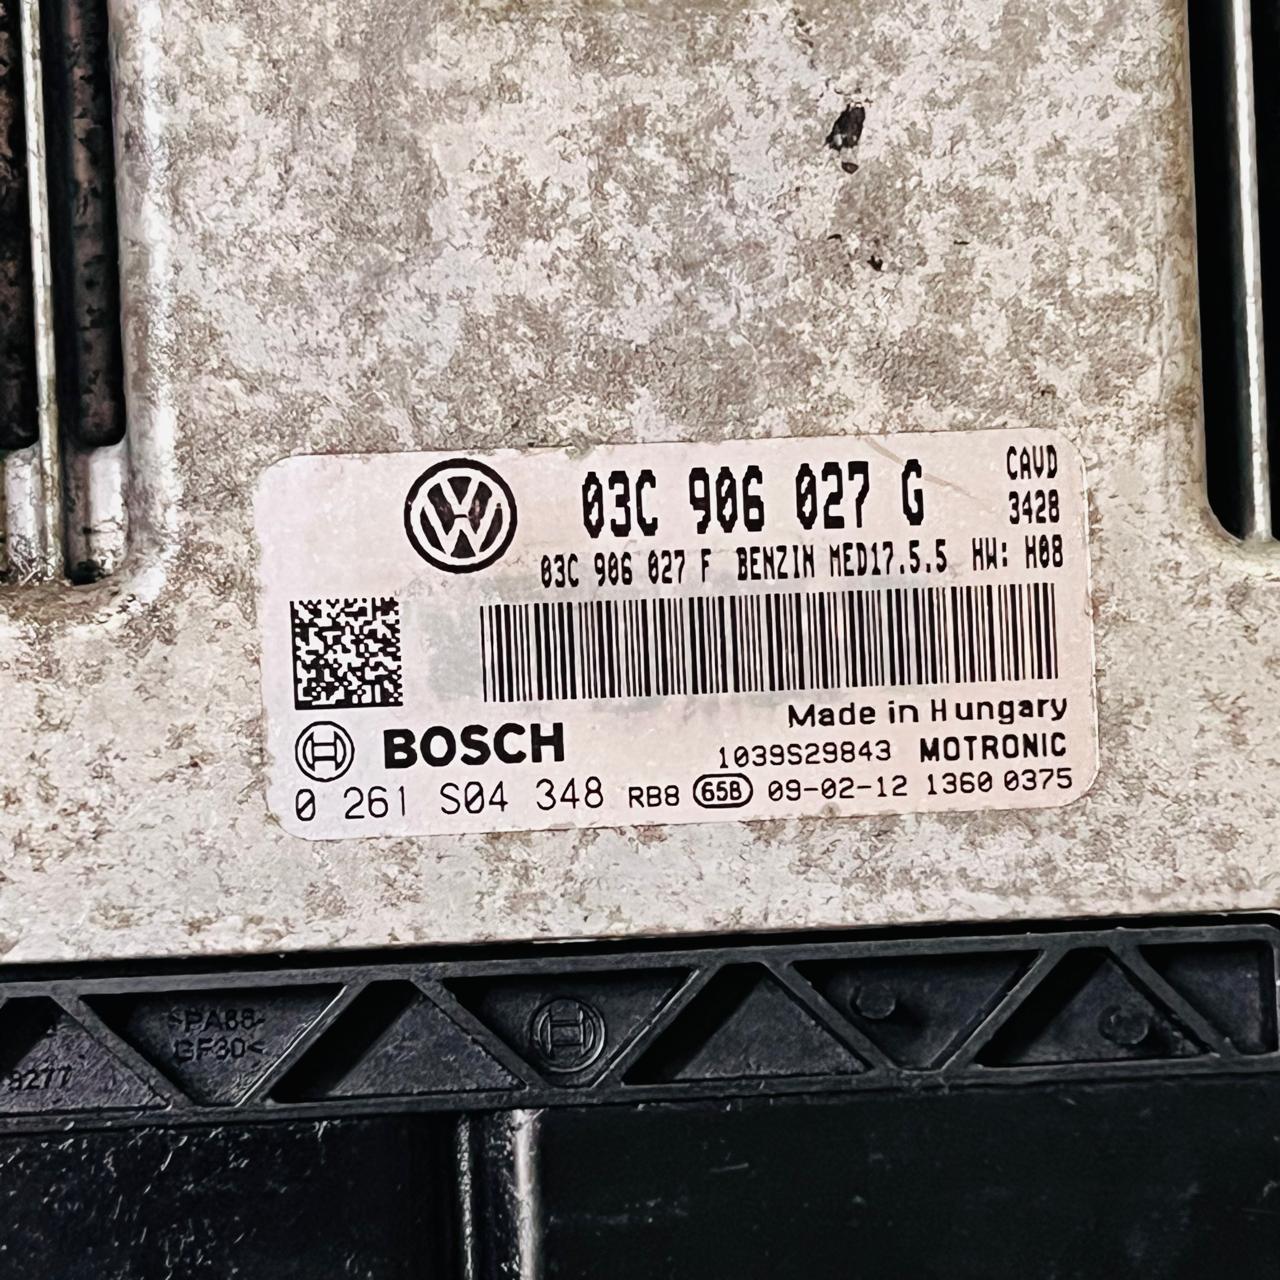 03C 906 027 G
CAVD
3428
03C 906 027 F BENZIN MED17.5.5 HW: H08
Made in Hungary
BOSCH
1039S29843 MOTRONIC
0 261 S04 348 RB8 65B 09-02-12 1360 0375
>PA66-
GF30<
9277